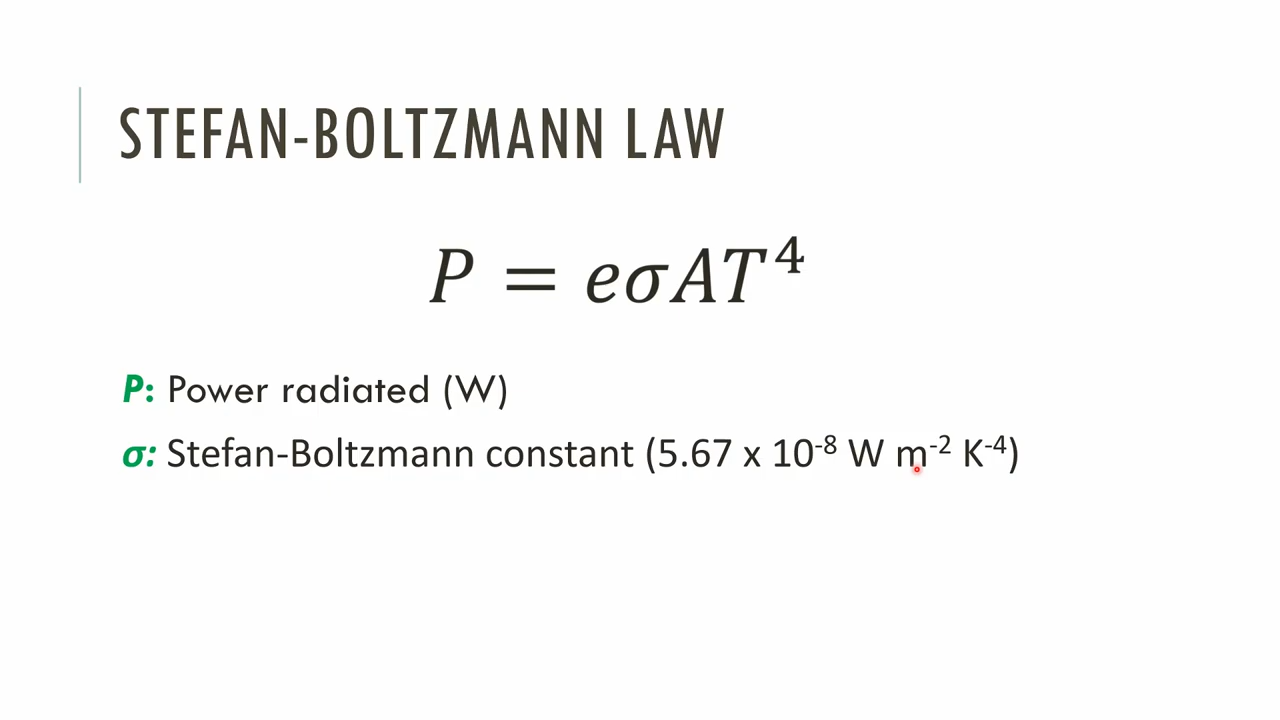 STEFAN-BOLTZMANN LAW
P = eσAT⁴
P: Power radiated (W)
σ: Stefan-Boltzmann constant (5.67 x 10⁻⁸ W m⁻² K⁻⁴)